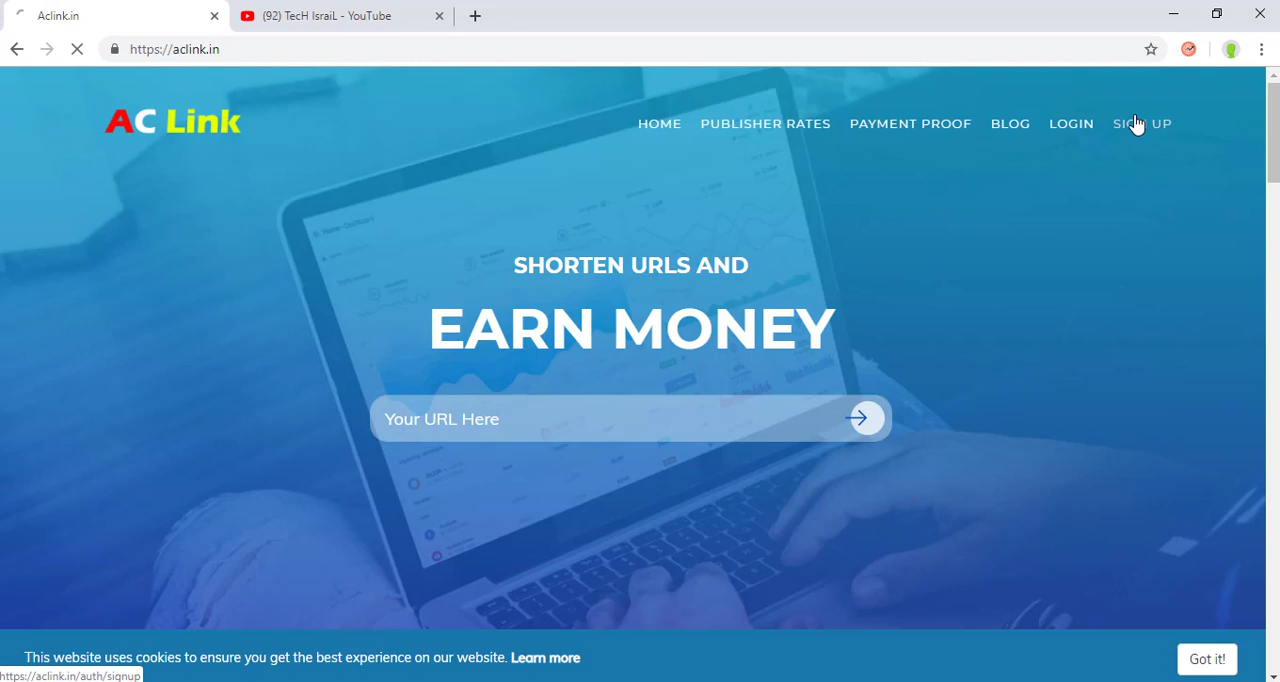 Aclink.in
(92) TecH IsraiL - YouTube
https://aclink.in
AC Link
HOME PUBLISHER RATES PAYMENT PROOF BLOG LOGIN SIGN UP
SHORTEN URLS AND
EARN MONEY
Your URL Here
This website uses cookies to ensure you get the best experience on our website. Learn more
Got it!
https://aclink.in/auth/signup